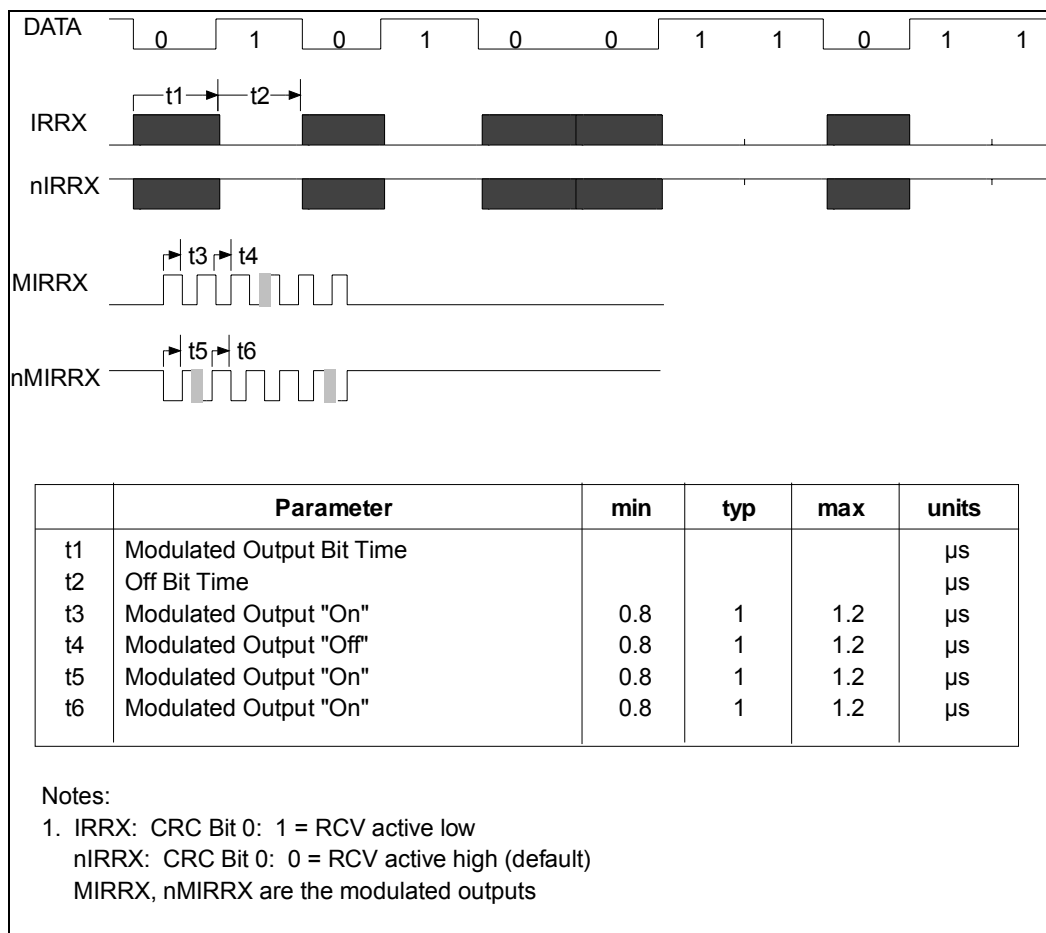 DATA 0 1 0 1 0 0 1 1 0 1 1
t1 t2
IRRX
nIRRX
t3 t4
MIRRX
t5 t6
nMIRRX
Parameter min typ max units
t1 Modulated Output Bit Time µs
t2 Off Bit Time µs
t3 Modulated Output "On" 0.8 1 1.2 µs
t4 Modulated Output "Off" 0.8 1 1.2 µs
t5 Modulated Output "On" 0.8 1 1.2 µs
t6 Modulated Output "On" 0.8 1 1.2 µs
Notes:
1. IRRX: CRC Bit 0: 1 = RCV active low
nIRRX: CRC Bit 0: 0 = RCV active high (default)
MIRRX, nMIRRX are the modulated outputs